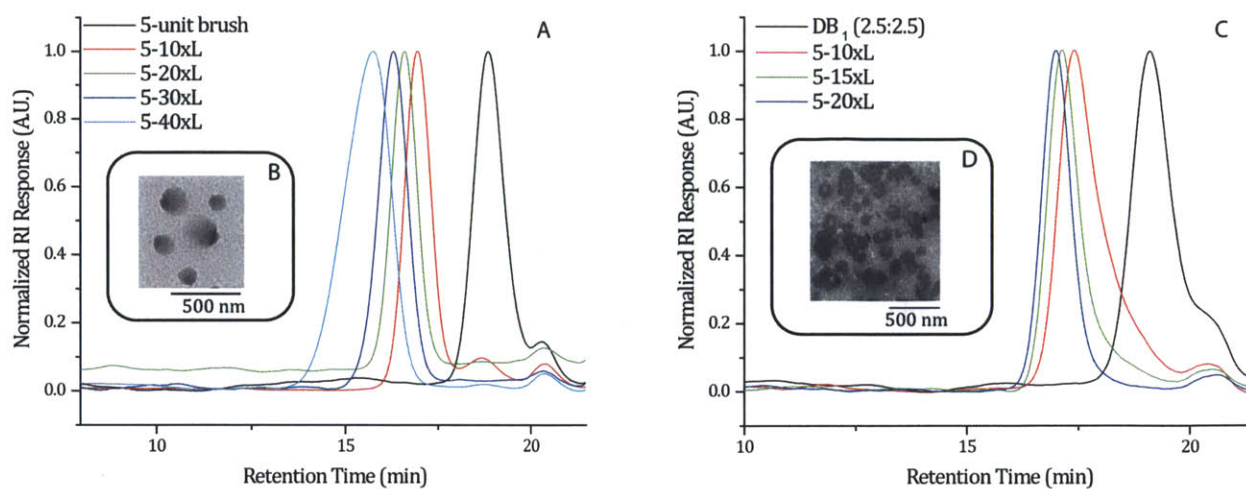 5-unit brush
5-10xL
5-20xL
5-30xL
5-40xL
A
B
500 nm
Normalized RI Response (A.U.)
1.0
0.8
0.6
0.4
0.2
0.0
10
15
20
Retention Time (min)
DB₁ (2.5:2.5)
5-10xL
5-15xL
5-20xL
C
D
500 nm
Normalized RI Response (A.U.)
1.0
0.8
0.6
0.4
0.2
0.0
10
15
20
Retention Time (min)